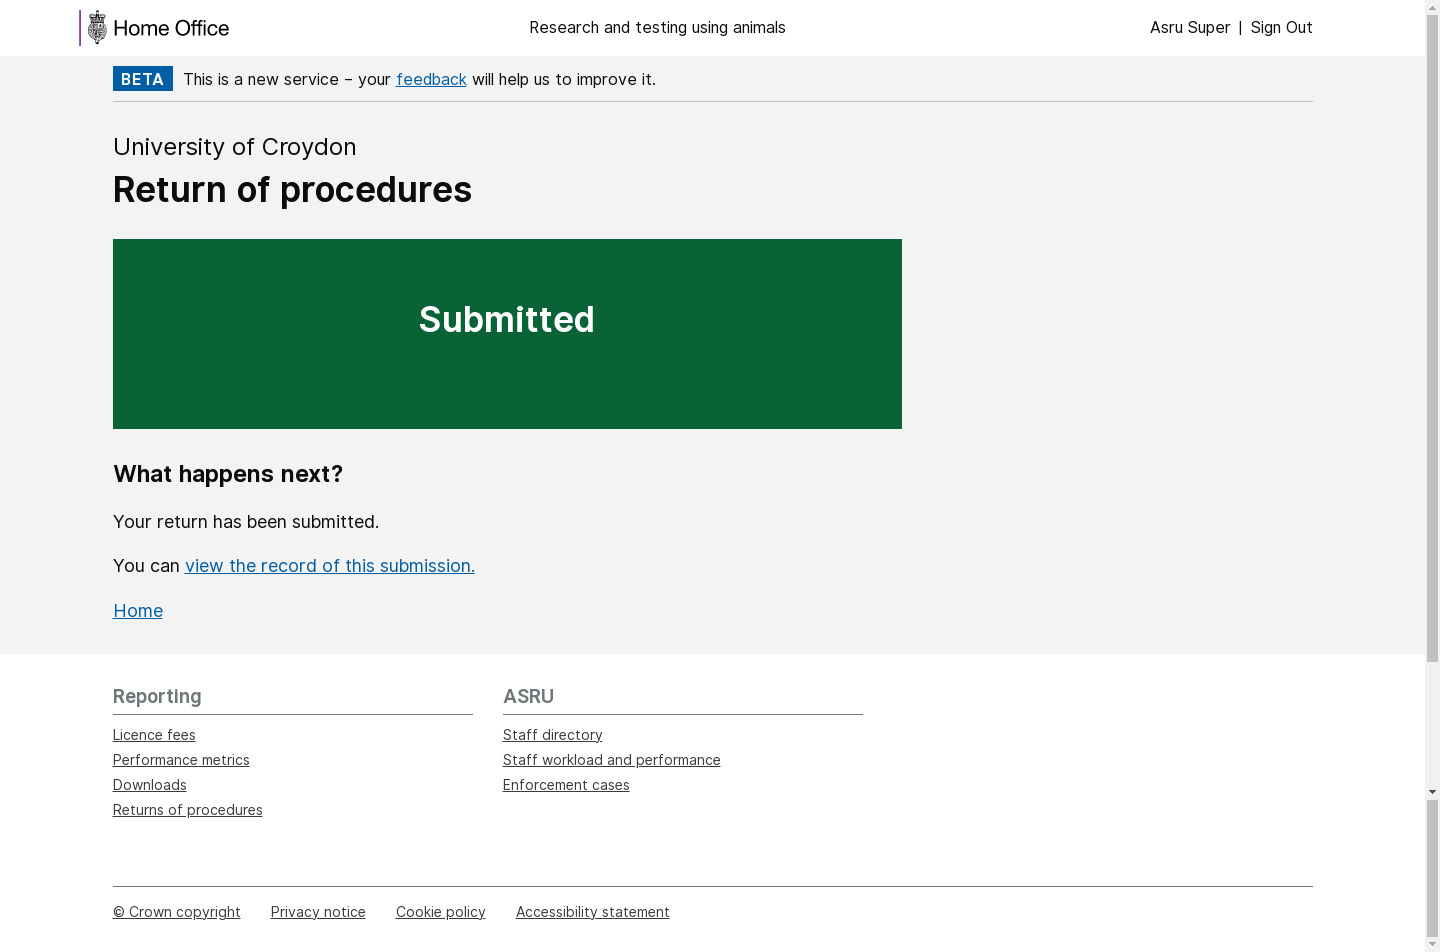 Home Office
Research and testing using animals
Asru Super | Sign Out
BETA This is a new service – your feedback will help us to improve it.
University of Croydon
Return of procedures
Submitted
What happens next?
Your return has been submitted.
You can view the record of this submission.
Home
Reporting
Licence fees
Performance metrics
Downloads
Returns of procedures
ASRU
Staff directory
Staff workload and performance
Enforcement cases
© Crown copyright
Privacy notice
Cookie policy
Accessibility statement